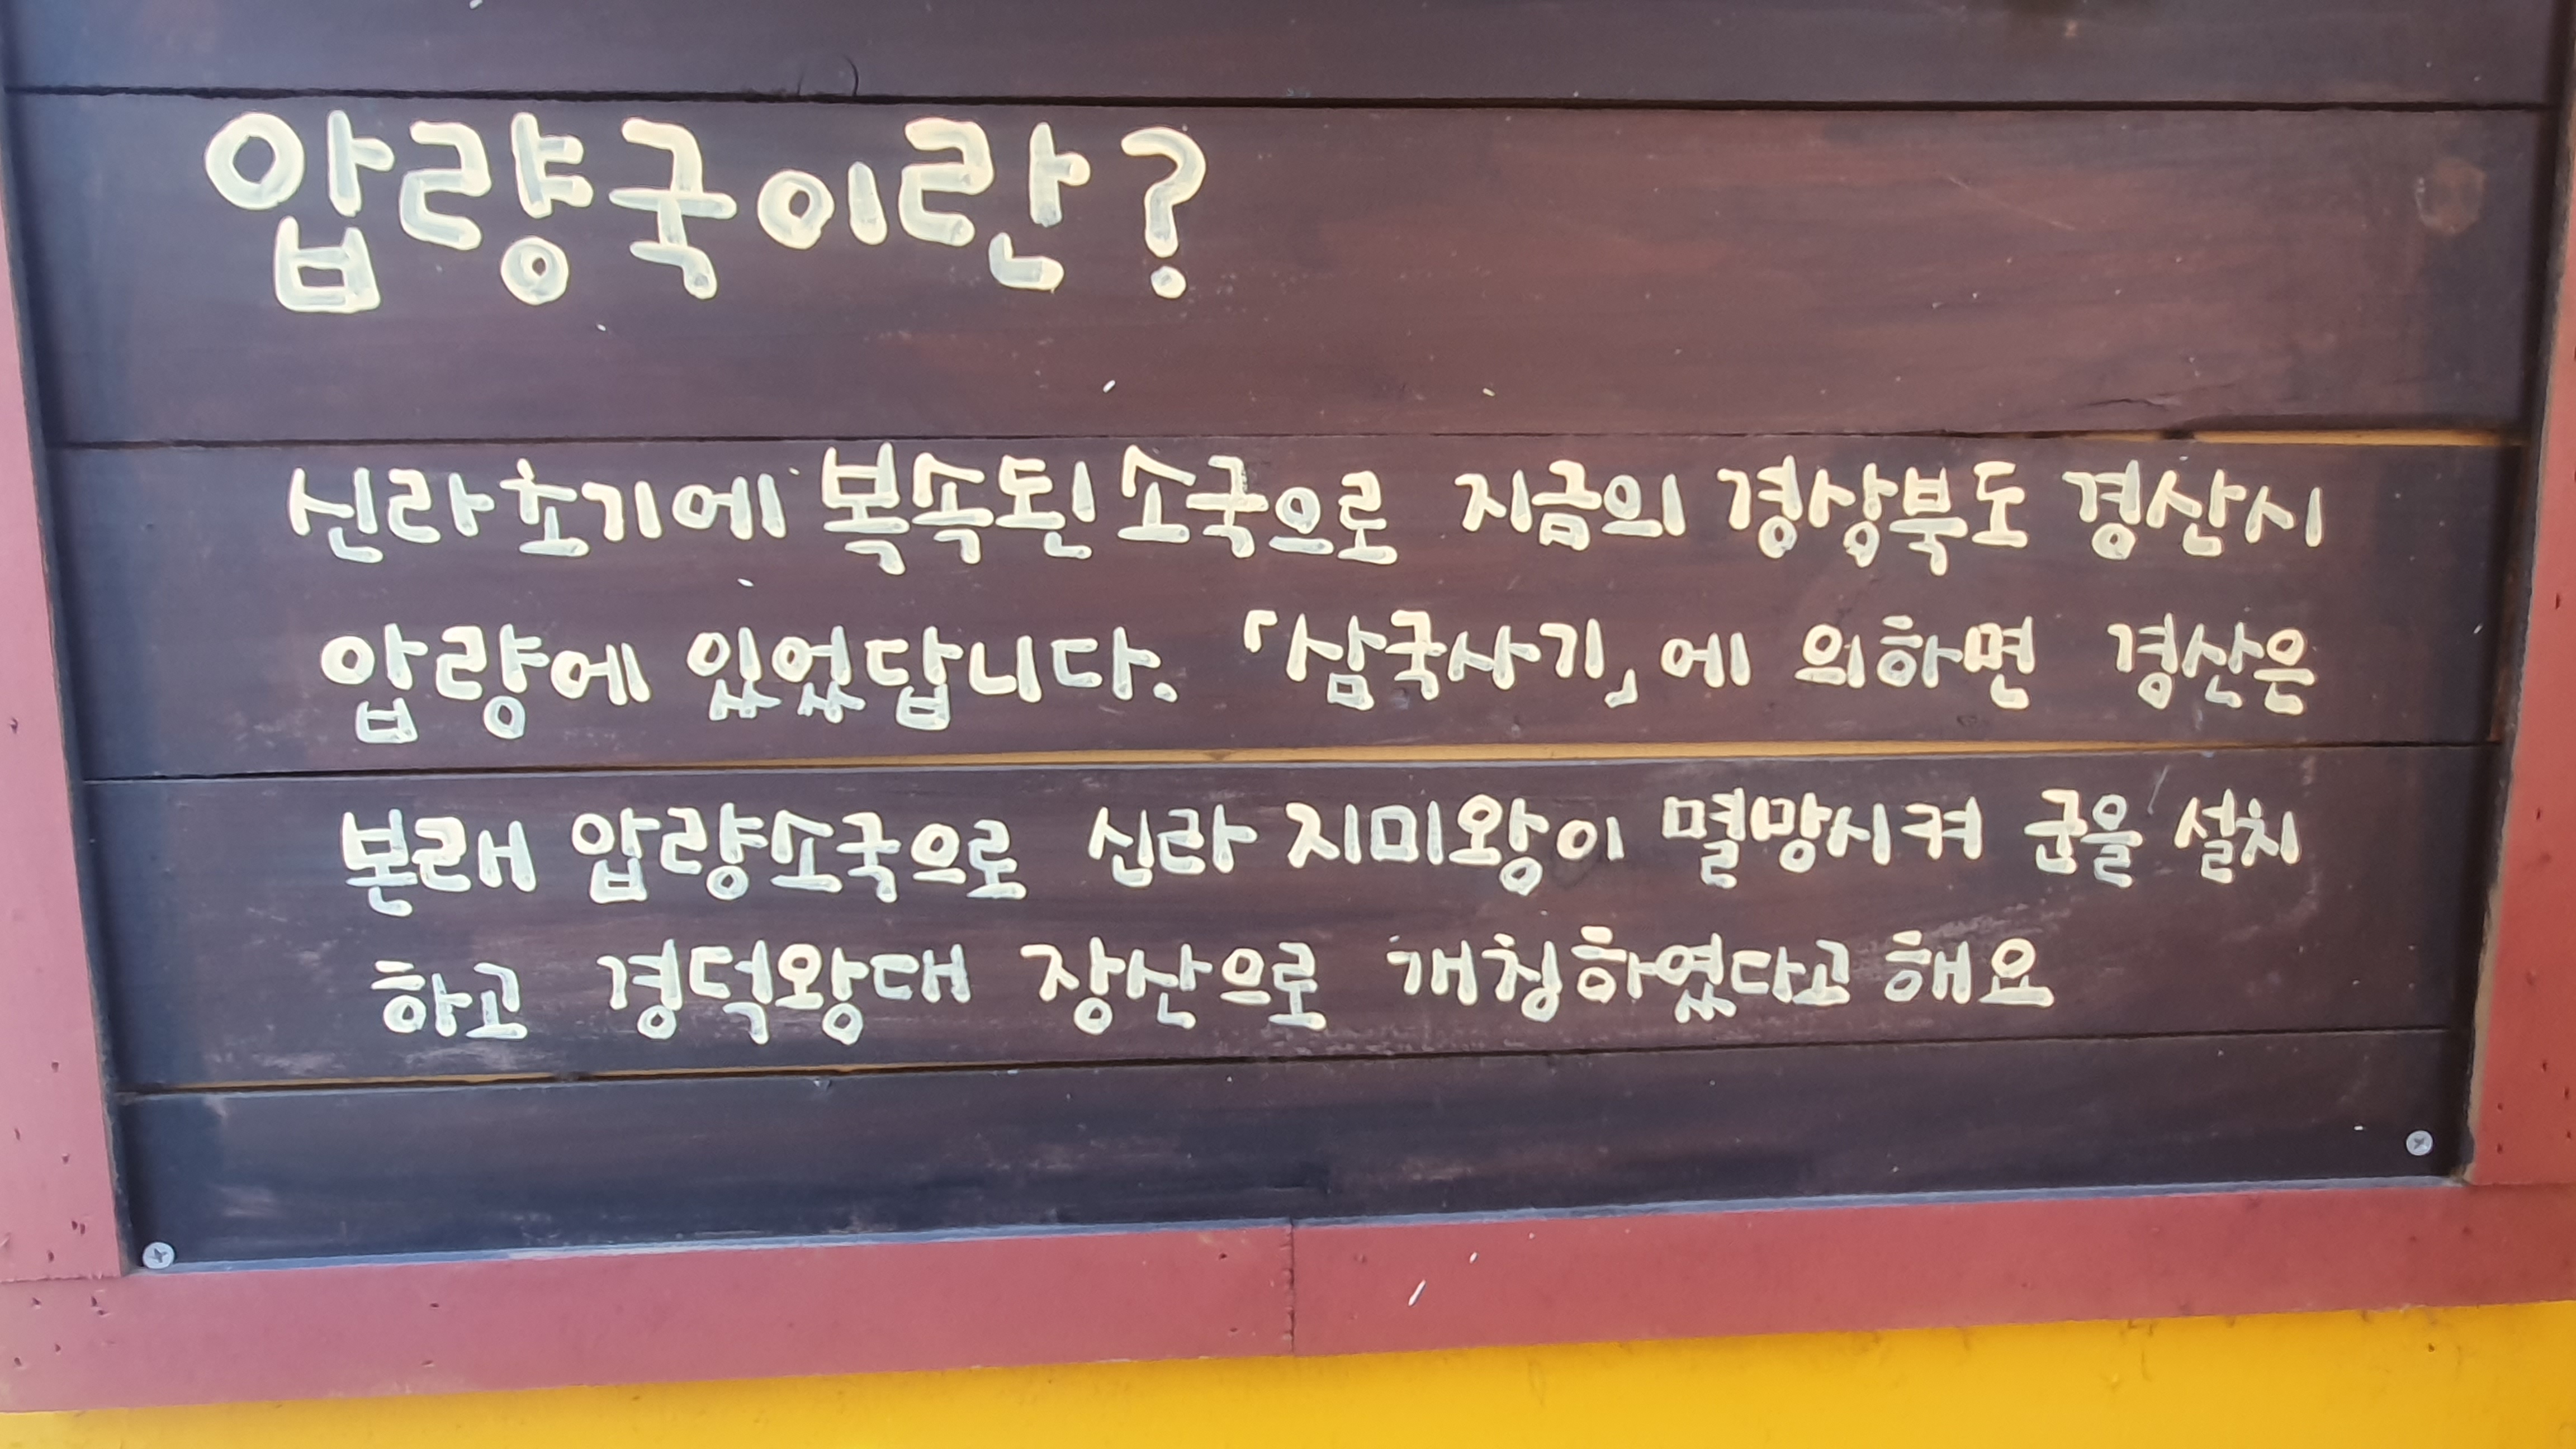 압량국이란?
신라초기에 복속된 소국으로 지금의 경상북도 경산시
압량에 있었답니다. 「삼국사기」에 의하면 경산은
본래 압량소국으로 신라 지미왕이 멸망시켜 군을 설치
하고 경덕왕대 장산으로 개칭하였다고 해요